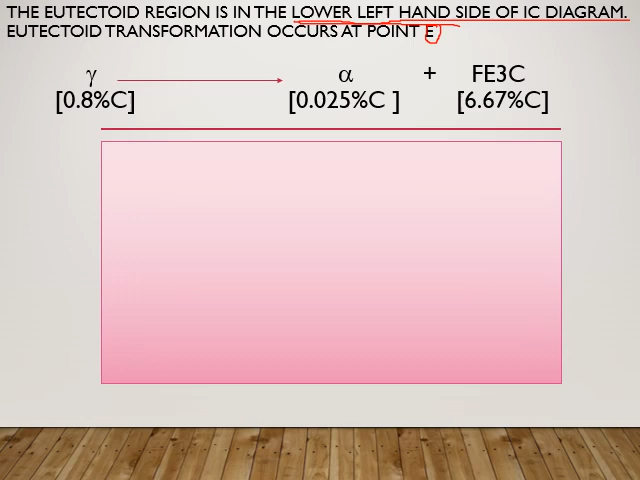 THE EUTECTOID REGION IS IN THE LOWER LEFT HAND SIDE OF IC DIAGRAM.
EUTECTOID TRANSFORMATION OCCURS AT POINT E
γ α + FE3C
[0.8%C] [0.025%C ] [6.67%C]